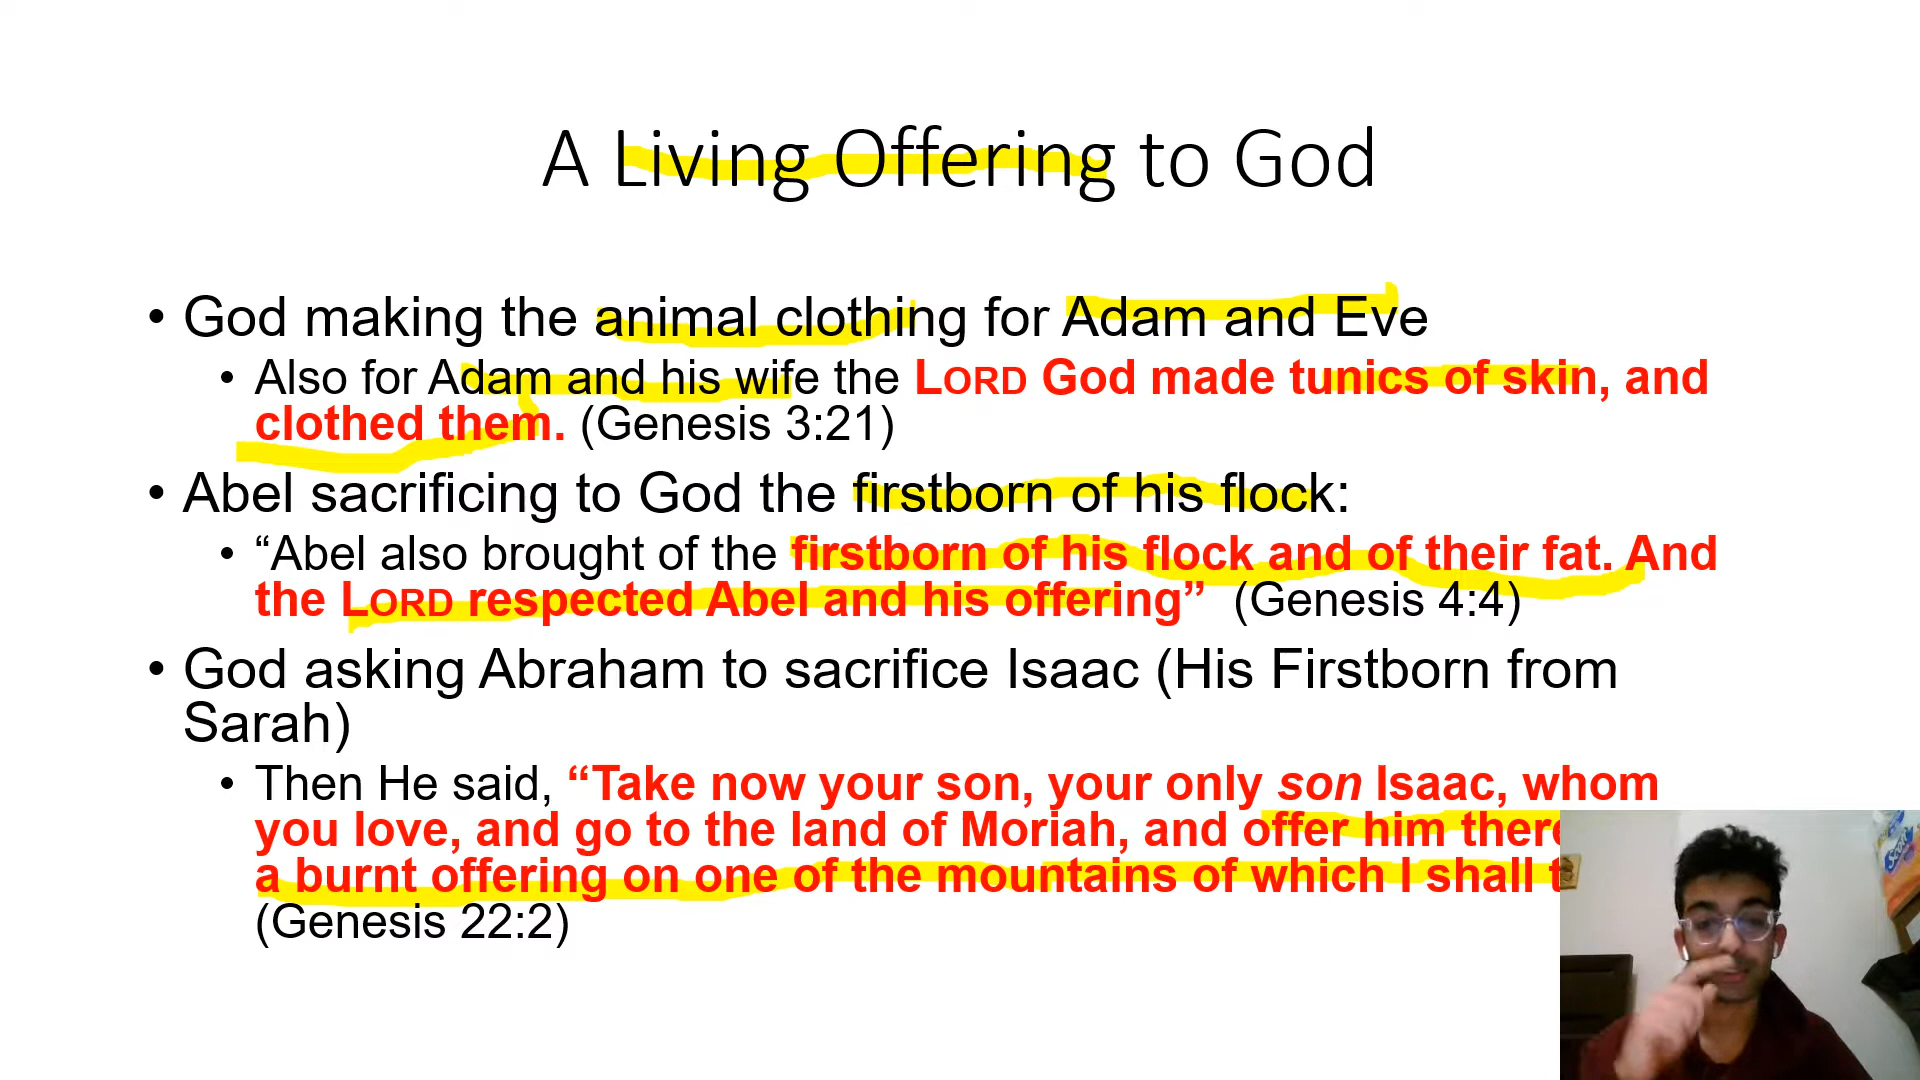 A Living Offering to God
• God making the animal clothing for Adam and Eve
• Also for Adam and his wife the LORD God made tunics of skin, and
clothed them. (Genesis 3:21)
• Abel sacrificing to God the firstborn of his flock:
• “Abel also brought of the firstborn of his flock and of their fat. And
the LORD respected Abel and his offering” (Genesis 4:4)
• God asking Abraham to sacrifice Isaac (His Firstborn from
Sarah)
• Then He said, “Take now your son, your only son Isaac, whom
you love, and go to the land of Moriah, and offer him there
a burnt offering on one of the mountains of which I shall
(Genesis 22:2)